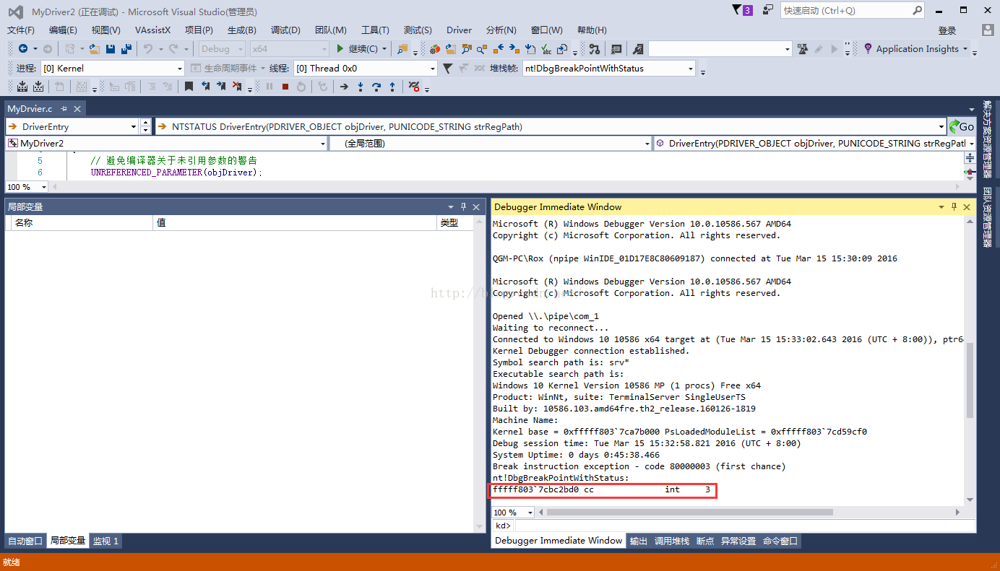 MyDriver2 (正在调试) - Microsoft Visual Studio(管理员)
3
快速启动 (Ctrl+Q)
文件(F) 编辑(E) 视图(V) VAssistX 项目(P) 生成(B) 调试(D) 团队(M) 工具(T) 测试(S) Driver 分析(N) 窗口(W) 帮助(H)
登录
Debug x64 继续(C) Application Insights
进程: [0] Kernel 生命周期事件 线程: [0] Thread 0x0 堆栈帧: nt!DbgBreakPointWithStatus
MyDrvier.c
DriverEntry NTSTATUS DriverEntry(PDRIVER_OBJECT objDriver, PUNICODE_STRING strRegPath) Go
MyDriver2 (全局范围) DriverEntry(PDRIVER_OBJECT objDriver, PUNICODE_STRING strRegPatl
5 // 避免编译器关于未引用参数的警告
6 UNREFERENCED_PARAMETER(objDriver);
100 %
解决方案资源管理器
团队资源管理器
局部变量
名称 值 类型
Debugger Immediate Window
Microsoft (R) Windows Debugger Version 10.0.10586.567 AMD64
Copyright (c) Microsoft Corporation. All rights reserved.
QGM-PC\Rox (npipe WinIDE_01D17E8C80609187) connected at Tue Mar 15 15:30:09 2016
Microsoft (R) Windows Debugger Version 10.0.10586.567 AMD64
Copyright (c) Microsoft Corporation. All rights reserved.
Opened \\.\pipe\com_1
Waiting to reconnect...
Connected to Windows 10 10586 x64 target at (Tue Mar 15 15:33:02.643 2016 (UTC + 8:00)), ptr6
Kernel Debugger connection established.
Symbol search path is: srv*
Executable search path is:
Windows 10 Kernel Version 10586 MP (1 procs) Free x64
Product: WinNt, suite: TerminalServer SingleUserTS
Built by: 10586.103.amd64fre.th2_release.160126-1819
Machine Name:
Kernel base = 0xfffff803`7ca7b000 PsLoadedModuleList = 0xfffff803`7cd59cf0
Debug session time: Tue Mar 15 15:32:58.821 2016 (UTC + 8:00)
System Uptime: 0 days 0:45:38.466
Break instruction exception - code 80000003 (first chance)
nt!DbgBreakPointWithStatus:
fffff803`7cbc2bd0 cc int 3
100 %
kd>
自动窗口 局部变量 监视 1
Debugger Immediate Window 输出 调用堆栈 断点 异常设置 命令窗口
就绪